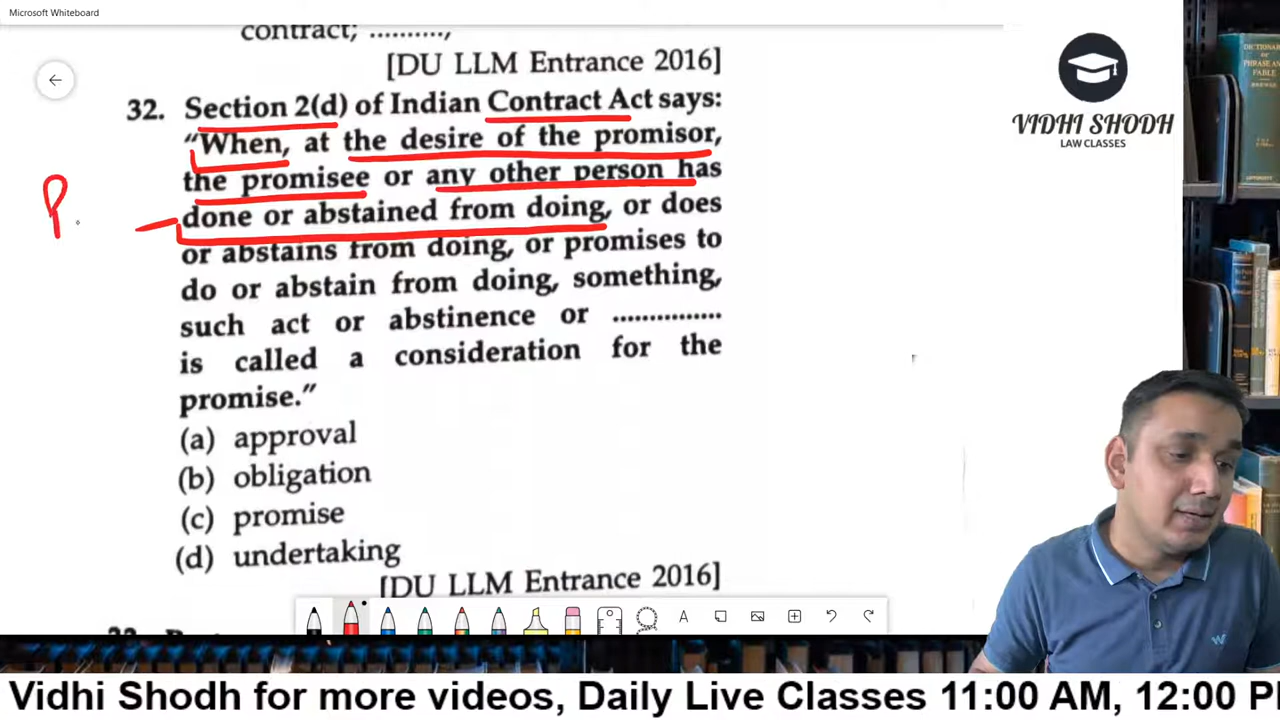 Microsoft Whiteboard
contract; ..........,
[DU LLM Entrance 2016]
32. Section 2(d) of Indian Contract Act says:
"When, at the desire of the promisor,
the promisee or any other person has
done or abstained from doing, or does
or abstains from doing, or promises to
do or abstain from doing, something,
such act or abstinence or ...............
is called a consideration for the
promise."
(a) approval
(b) obligation
(c) promise
(d) undertaking
[DU LLM Entrance 2016]
P
VIDHI SHODH
LAW CLASSES
Vidhi Shodh for more videos, Daily Live Classes 11:00 AM, 12:00 P